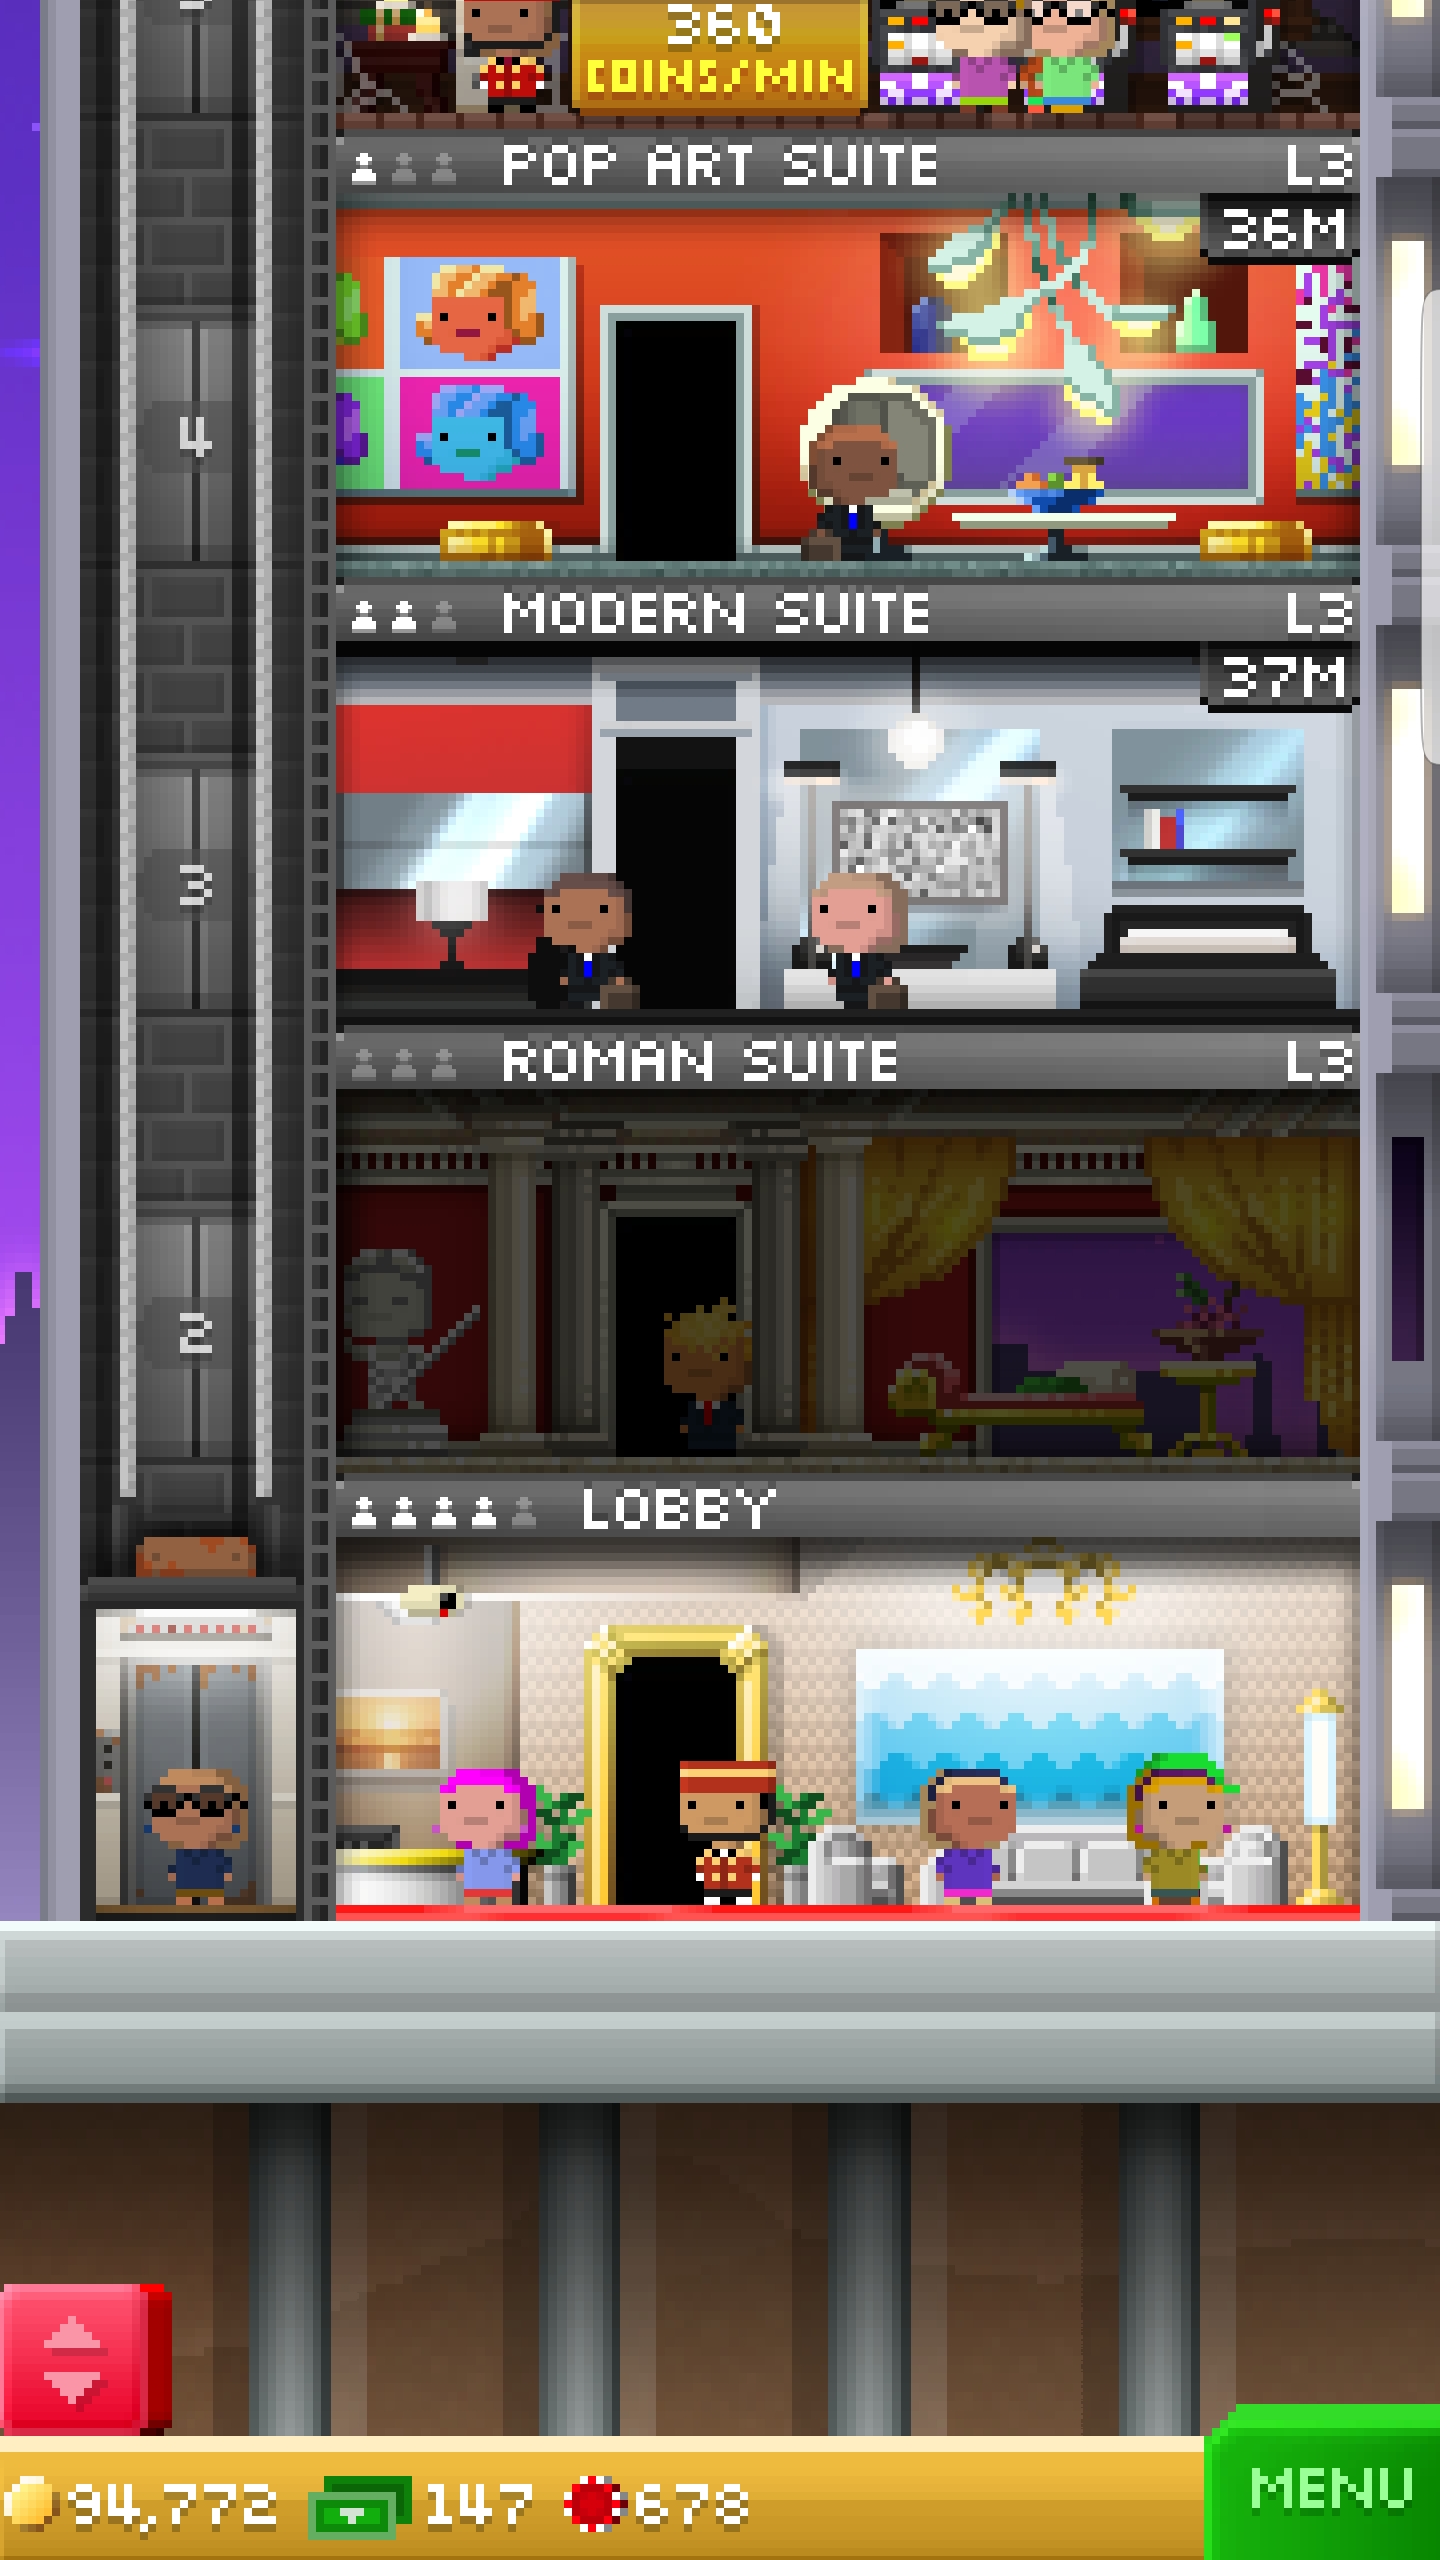 360
COINS/MIN
POP ART SUITE L3
36M
4
MODERN SUITE L3
37M
3
ROMAN SUITE L3
2
LOBBY
94,772 147 678
MENU